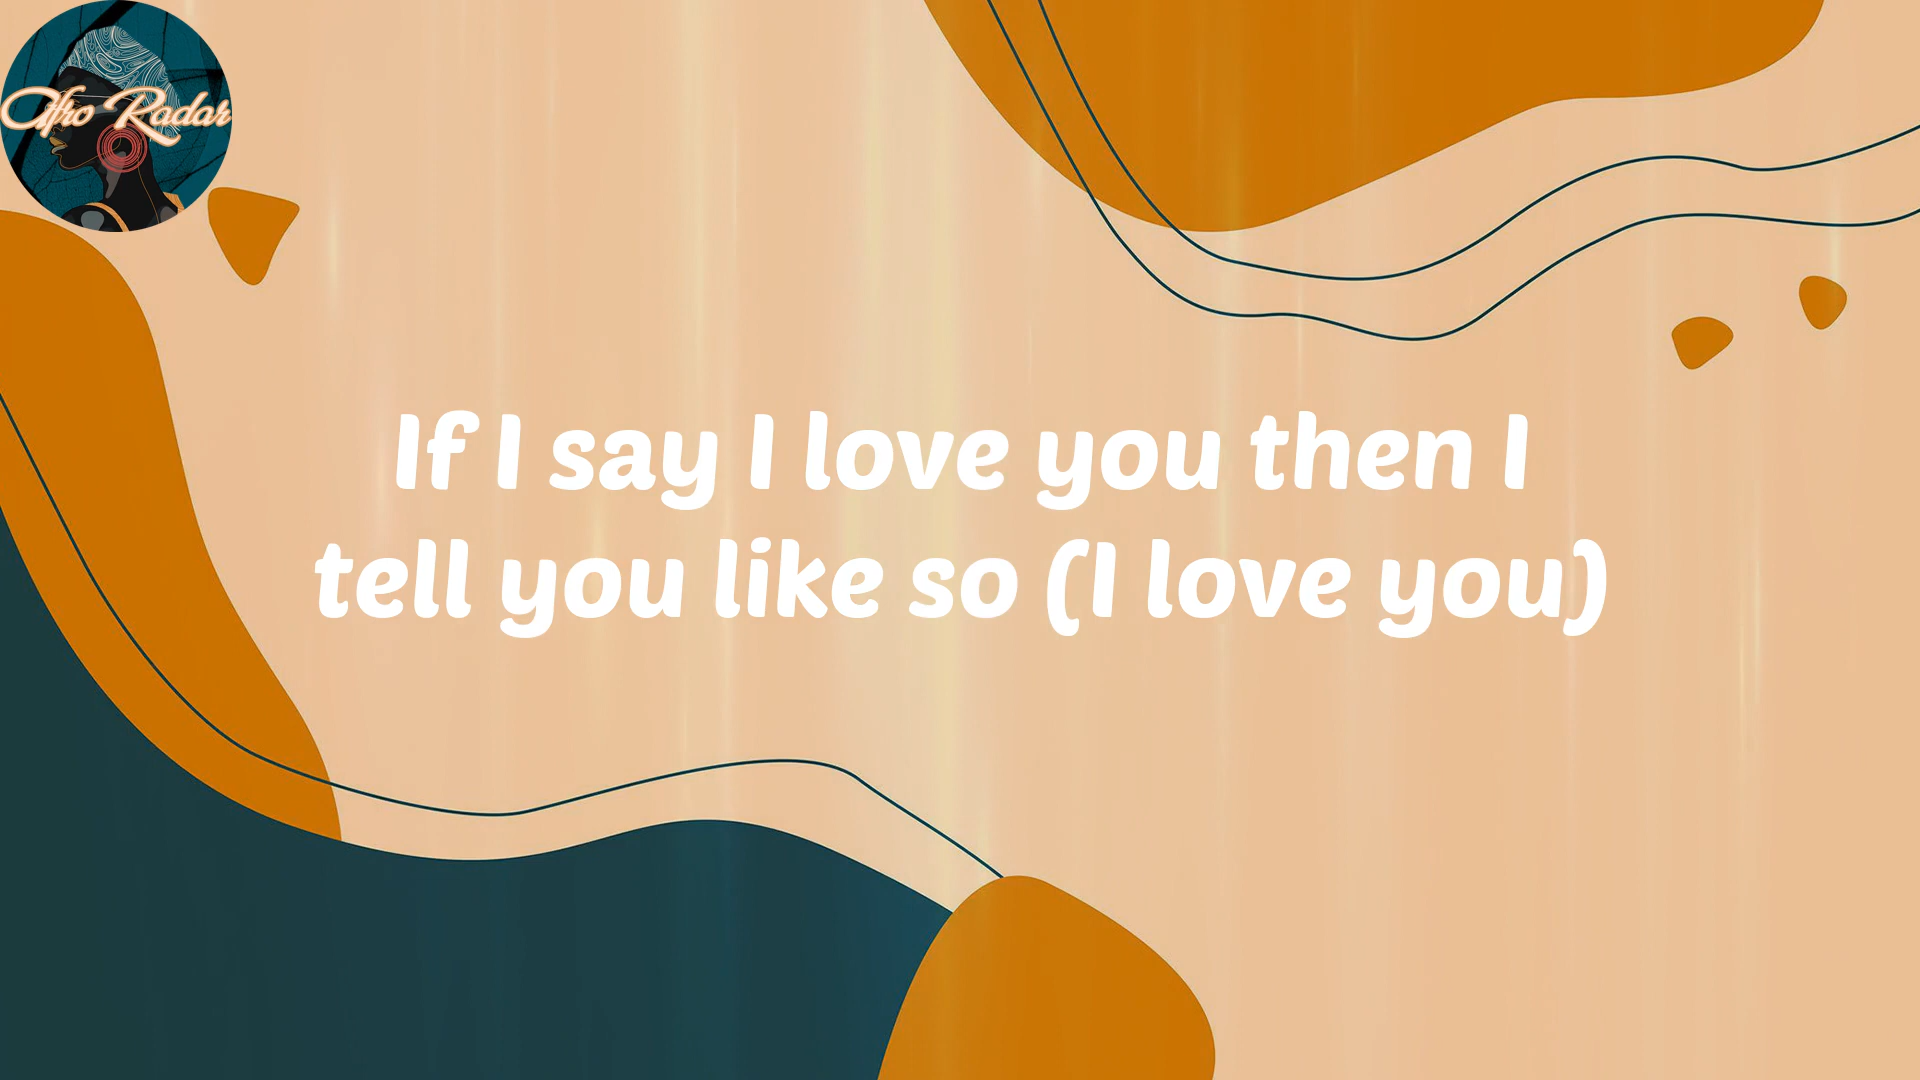 Afro Radar
If I say I love you then I
tell you like so (I love you)